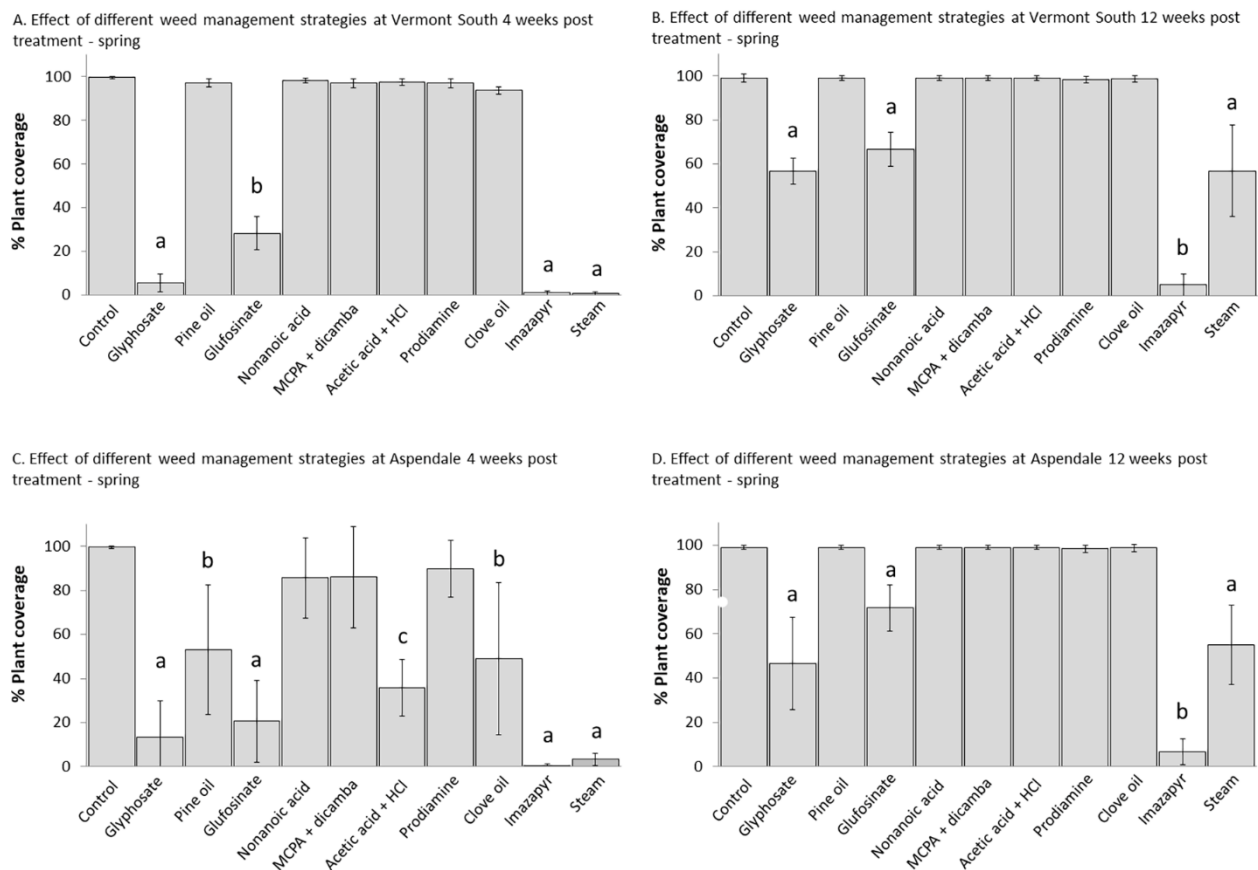 A. Effect of different weed management strategies at Vermont South 4 weeks post
treatment - spring
% Plant coverage
100
80
60
40
20
0
a
b
a
a
Control
Glyphosate
Pine oil
Glufosinate
Nonanoic acid
MCPA + dicamba
Acetic acid + HCl
Prodiamine
Clove oil
Imazapyr
Steam
B. Effect of different weed management strategies at Vermont South 12 weeks post
treatment - spring
% Plant coverage
100
80
60
40
20
0
a
a
b
a
Control
Glyphosate
Pine oil
Glufosinate
Nonanoic acid
MCPA + dicamba
Acetic acid + HCl
Prodiamine
Clove oil
Imazapyr
Steam
C. Effect of different weed management strategies at Aspendale 4 weeks post
treatment - spring
% Plant coverage
100
80
60
40
20
0
a
b
a
c
b
a
a
Control
Glyphosate
Pine oil
Glufosinate
Nonanoic acid
MCPA + dicamba
Acetic acid + HCl
Prodiamine
Clove oil
Imazapyr
Steam
D. Effect of different weed management strategies at Aspendale 12 weeks post
treatment - spring
% Plant coverage
100
80
60
40
20
0
a
a
b
a
Control
Glyphosate
Pine oil
Glufosinate
Nonanoic acid
MCPA + dicamba
Acetic acid + HCl
Prodiamine
Clove oil
Imazapyr
Steam